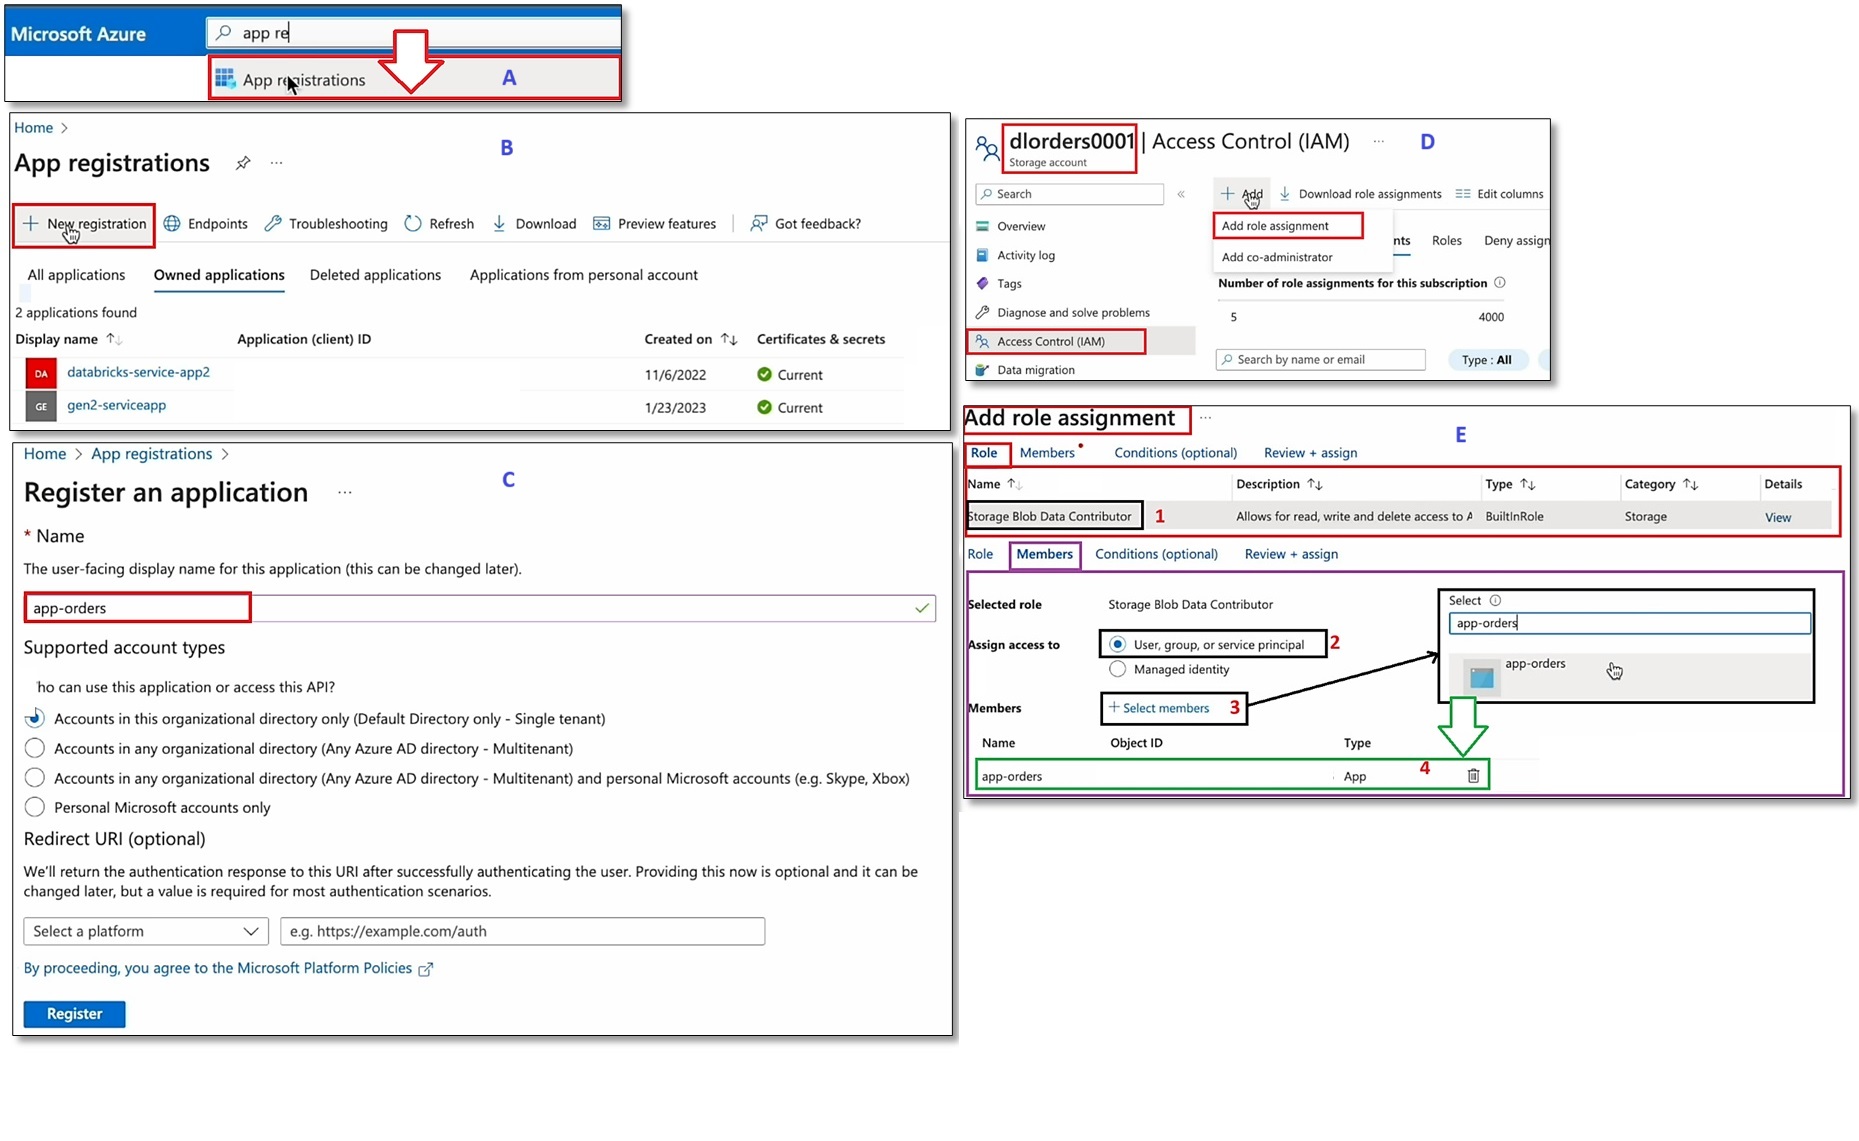 Microsoft Azure
app re
App registrations
A
Home >
B
App registrations
...
+ New registration Endpoints Troubleshooting Refresh Download Preview features Got feedback?
All applications Owned applications Deleted applications Applications from personal account
2 applications found
Display name Application (client) ID Created on Certificates & secrets
DA databricks-service-app2 11/6/2022 Current
GE gen2-serviceapp 1/23/2023 Current
Home > App registrations >
C
Register an application ...
* Name
The user-facing display name for this application (this can be changed later).
app-orders
Supported account types
ho can use this application or access this API?
Accounts in this organizational directory only (Default Directory only - Single tenant)
Accounts in any organizational directory (Any Azure AD directory - Multitenant)
Accounts in any organizational directory (Any Azure AD directory - Multitenant) and personal Microsoft accounts (e.g. Skype, Xbox)
Personal Microsoft accounts only
Redirect URI (optional)
We'll return the authentication response to this URI after successfully authenticating the user. Providing this now is optional and it can be
changed later, but a value is required for most authentication scenarios.
Select a platform e.g. https://example.com/auth
By proceeding, you agree to the Microsoft Platform Policies
Register
dlorders0001 | Access Control (IAM) ... D
Storage account
Search «
+ Add Download role assignments Edit columns
Overview
Add role assignment
nts Roles Deny assign
Activity log
Add co-administrator
Tags
Number of role assignments for this subscription
Diagnose and solve problems
5 4000
Access Control (IAM)
Search by name or email Type : All
Data migration
Add role assignment ...
E
Role Members Conditions (optional) Review + assign
Name Description Type Category Details
Storage Blob Data Contributor 1 Allows for read, write and delete access to A BuiltInRole Storage View
Role Members Conditions (optional) Review + assign
Selected role Storage Blob Data Contributor
Assign access to User, group, or service principal 2
Managed identity
Members + Select members 3
Select
app-orders
app-orders
Name Object ID Type
app-orders App 4